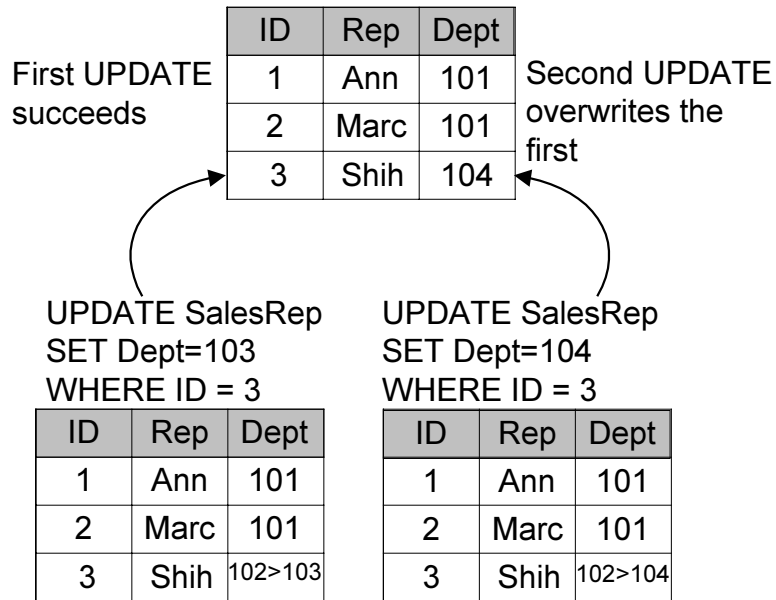 ID Rep Dept
1 Ann 101
2 Marc 101
3 Shih 104
First UPDATE
succeeds
Second UPDATE
overwrites the
first
UPDATE SalesRep
SET Dept=103
WHERE ID = 3
ID Rep Dept
1 Ann 101
2 Marc 101
3 Shih 102>103
UPDATE SalesRep
SET Dept=104
WHERE ID = 3
ID Rep Dept
1 Ann 101
2 Marc 101
3 Shih 102>104